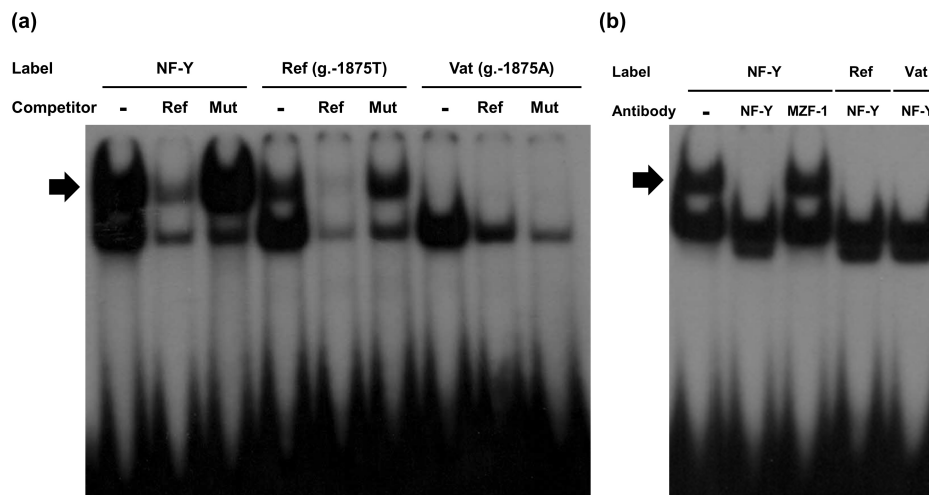 (a)
Label NF-Y Ref (g.-1875T) Vat (g.-1875A)
Competitor - Ref Mut - Ref Mut - Ref Mut
(b)
Label NF-Y Ref Vat
Antibody - NF-Y MZF-1 NF-Y NF-Y